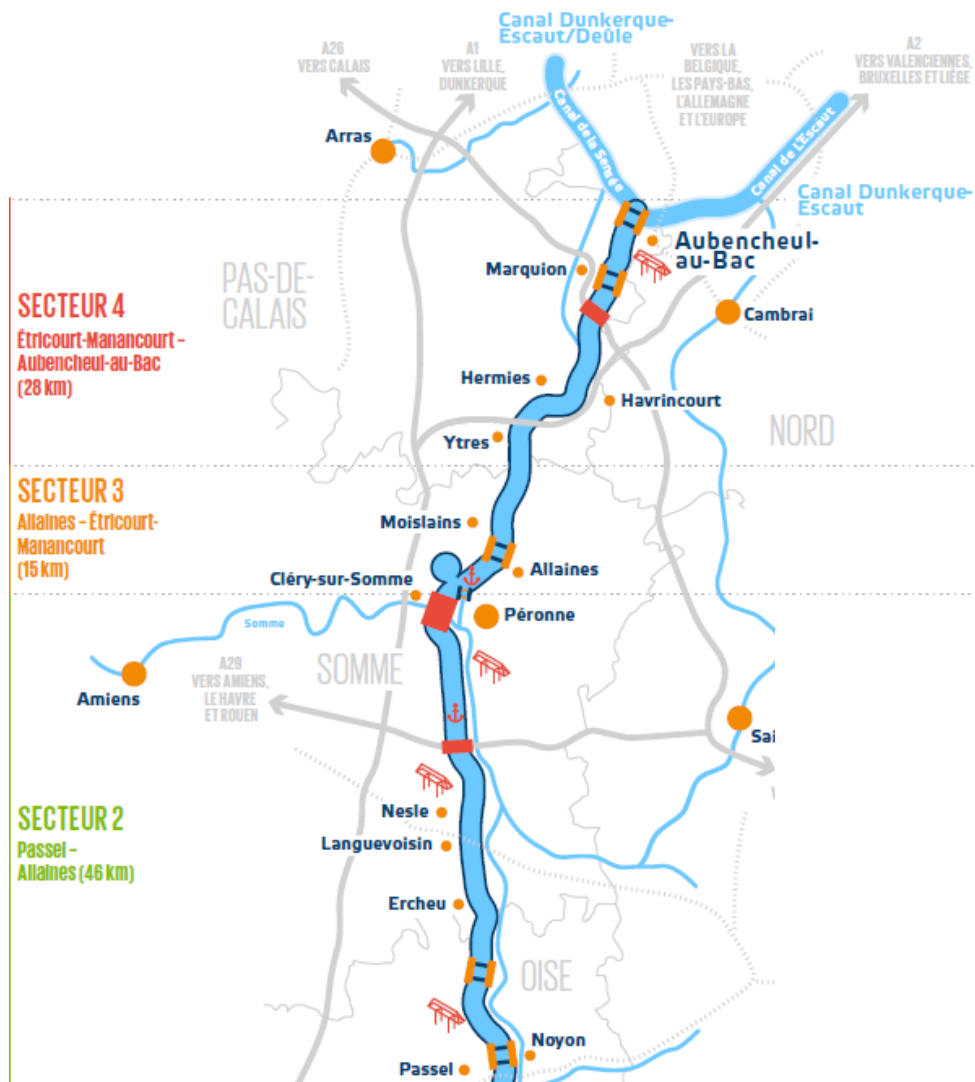 Canal Dunkerque-
Escaut/Deûle
A26
VERS CALAIS
A1
VERS LILLE,
DUNKERQUE
VERS LA
BELGIQUE,
LES PAYS-BAS,
L'ALLEMAGNE
ET L'EUROPE
A2
VERS VALENCIENNES,
BRUXELLES ET LIÈGE
Arras
Canal de la Sensée
Canal de L'Escaut
Canal Dunkerque-
Escaut
Aubencheul-
au-Bac
Marquion
PAS-DE-
CALAIS
SECTEUR 4
Étricourt-Manancourt –
Aubencheul-au-Bac
(28 km)
Cambrai
Hermies
Havrincourt
NORD
Ytres
SECTEUR 3
Allaines – Étricourt-
Manancourt
(15 km)
Moislains
Allaines
Cléry-sur-Somme
Péronne
Somme
SOMME
A29
VERS AMIENS,
LE HAVRE
ET ROUEN
Amiens
Sai
SECTEUR 2
Passel –
Allaines (46 km)
Nesle
Languevoisin
Ercheu
OISE
Noyon
Passel